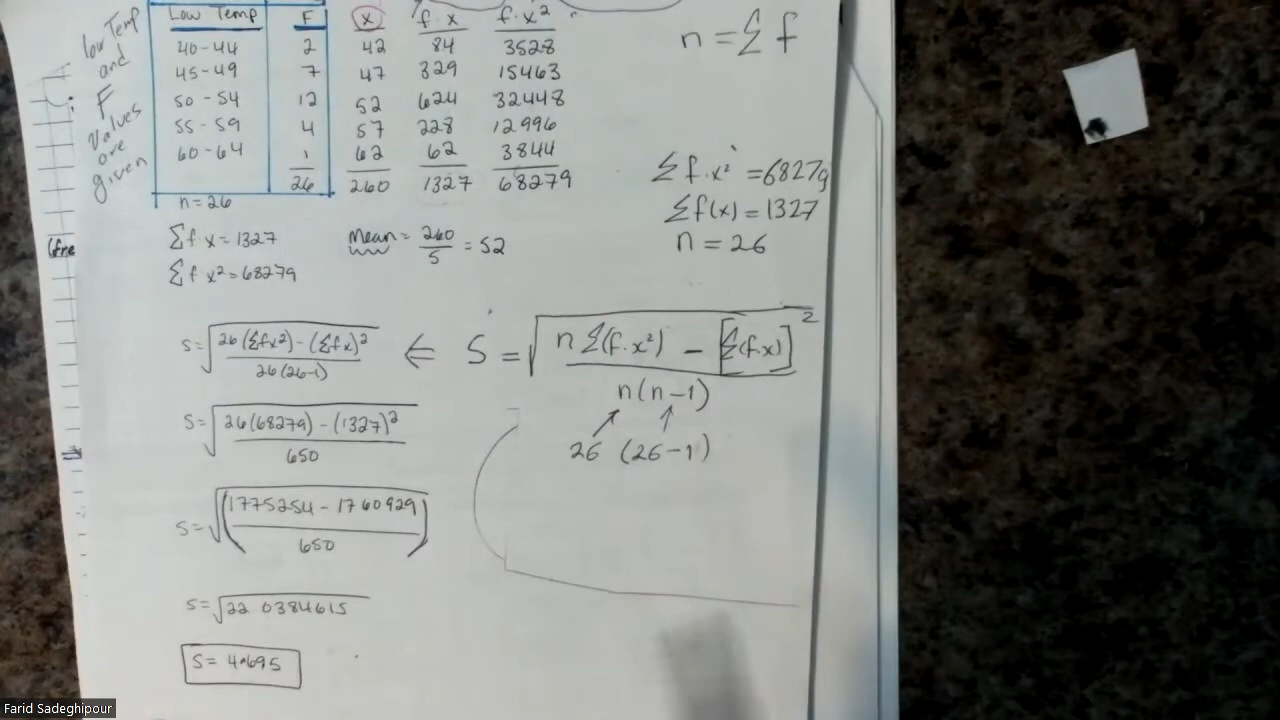 Low Temp F x f·x f·x²
40-44 2 42 84 3528
45-49 7 47 329 15463
50-54 12 52 624 32448
55-59 4 57 228 12996
60-64 1 62 62 3844
26 260 1327 68279
low Temp
and
F
values
are
given
n = Σf
n=26
Σfx=1327
Σf·x²=68279
Mean = 260/5 = 52
Σf·x² = 68279
Σf(x) = 1327
n = 26
(fre
S=√(26(Σfx²)-(Σfx)²/26(26-1)) ⇐ S = √(nΣ(f·x²) - [Σ(f·x)]²/n(n-1))
26 (26-1)
S=√(26(68279)-(1327)²/650)
S=√(1775254-1760929/650)
S=√22 0384615
S= 4.695
Farid Sadeghipour